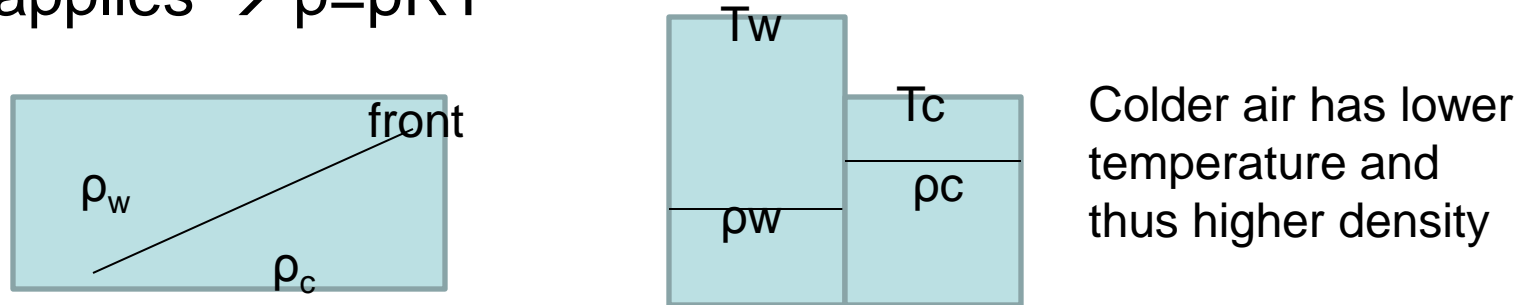 applies → p=ρRT
front
ρw
ρc
Tw
Tc
ρc
ρw
Colder air has lower
temperature and
thus higher density